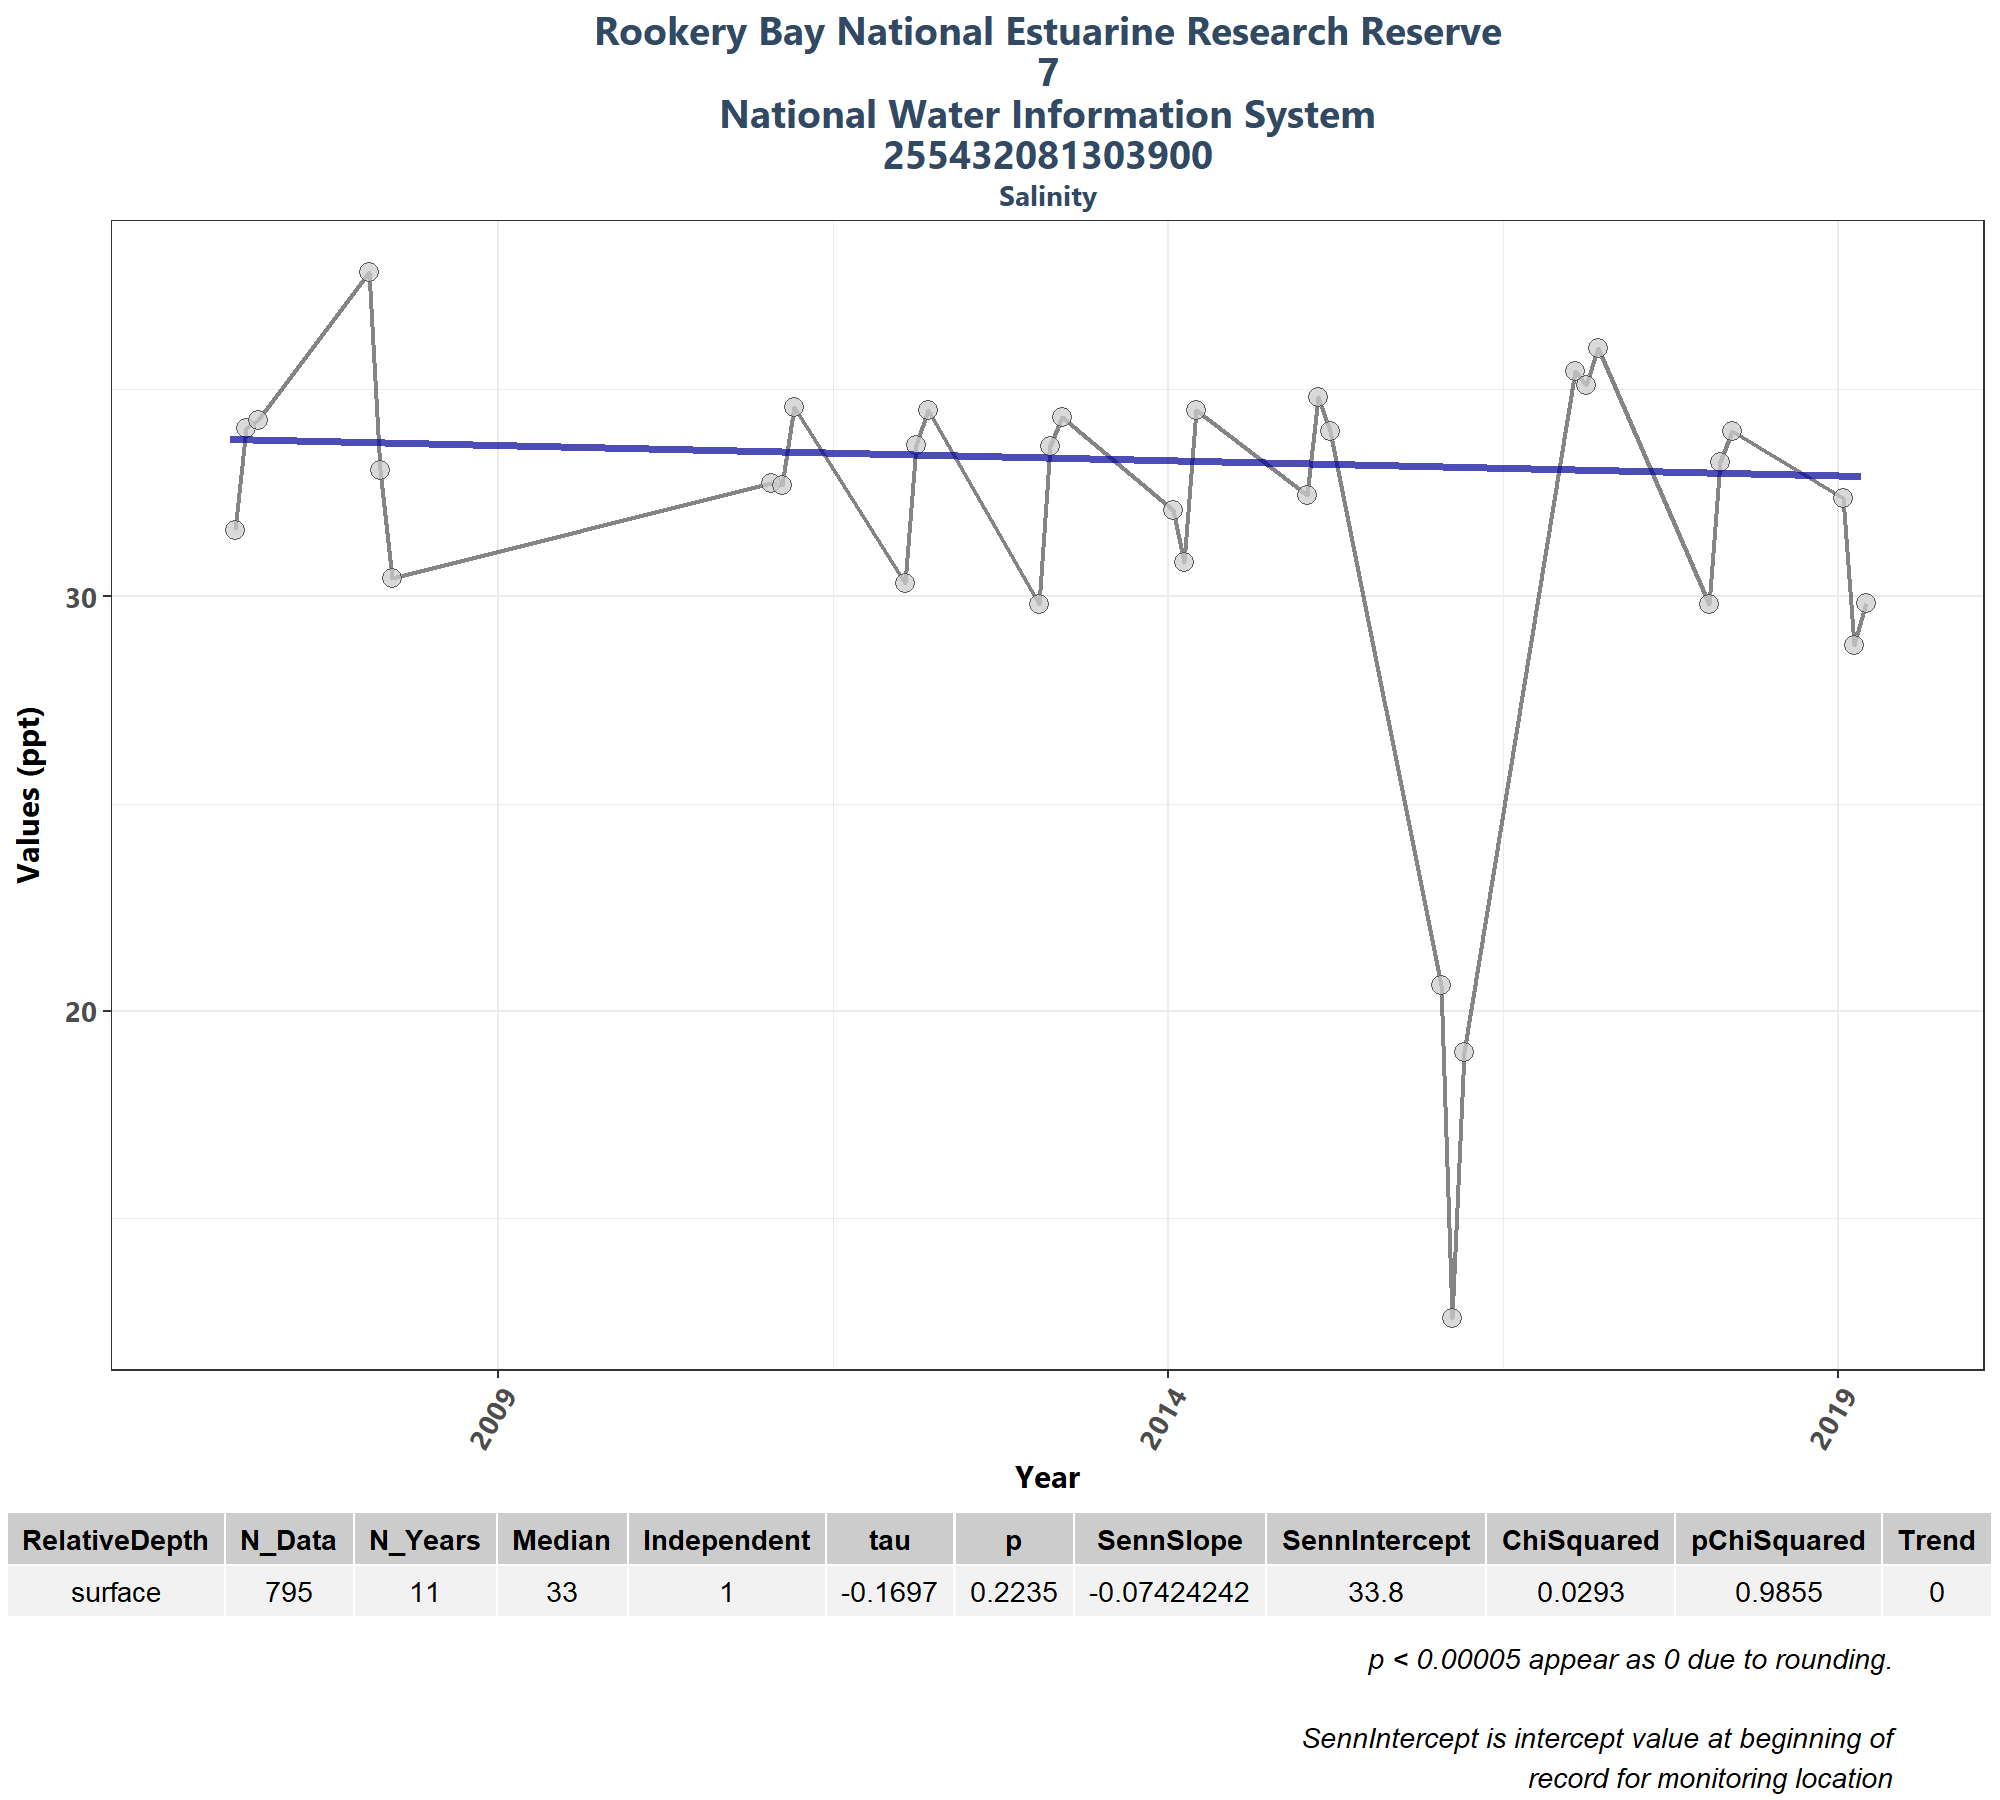 Rookery Bay National Estuarine Research Reserve
7
National Water Information System
255432081303900
Salinity
Values (ppt)
30
20
2009
2014
2019
Year
RelativeDepth N_Data N_Years Median Independent tau p SennSlope SennIntercept ChiSquared pChiSquared Trend
surface 795 11 33 1 -0.1697 0.2235 -0.07424242 33.8 0.0293 0.9855 0
p < 0.00005 appear as 0 due to rounding.
SennIntercept is intercept value at beginning of
record for monitoring location